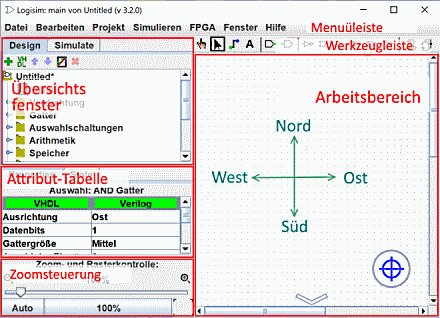 Logisim: main von Untitled (v 3.2.0)
Datei Bearbeiten Projekt Simulieren FPGA Fenster Hilfe
Menüleiste
Werkzeugleiste
Design Simulate
VH DL
A
Untitled*
Übersichts
fenster
Gatter
Auswahlschaltungen
Arithmetik
Speicher
Arbeitsbereich
Nord
West Ost
Süd
Attribut-Tabelle
Auswahl: AND Gatter
VHDL Verilog
Ausrichtung Ost
Datenbits 1
Gattergröße Mittel
Zoom- und Rasterkontrolle:
Zoomsteuerung
Auto 100%